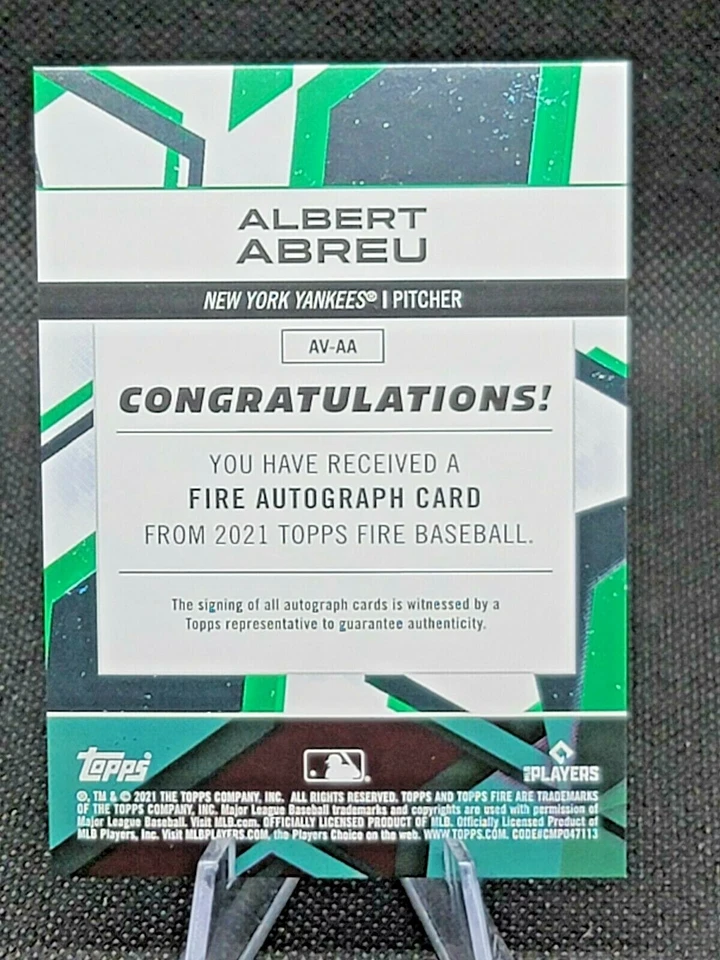 ALBERT
ABREU
NEW YORK YANKEES® | PITCHER
AV-AA
CONGRATULATIONS!
YOU HAVE RECEIVED A
FIRE AUTOGRAPH CARD
FROM 2021 TOPPS FIRE BASEBALL.
The signing of all autograph cards is witnessed by a
Topps representative to guarantee authenticity.
Topps
MLB PLAYERS
®, TM & © 2021 THE TOPPS COMPANY, INC. ALL RIGHTS RESERVED. TOPPS AND TOPPS FIRE ARE TRADEMARKS
OF THE TOPPS COMPANY, INC. Major League Baseball trademarks and copyrights are used with permission of
Major League Baseball. Visit MLB.com. OFFICIALLY LICENSED PRODUCT OF MLB. Officially Licensed Product of
MLB Players, Inc. Visit MLBPLAYERS.COM, the Players Choice on the web. WWW.TOPPS.COM. CODE#CMP047113